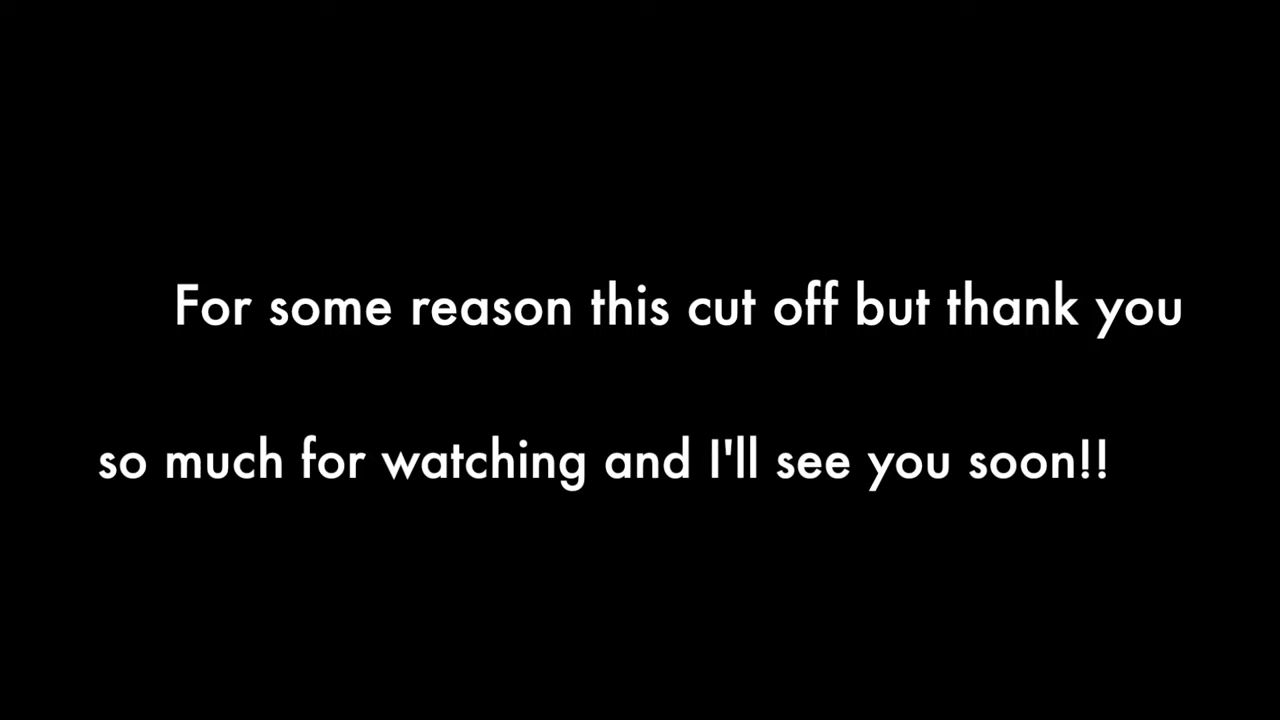 For some reason this cut off but thank you
so much for watching and I'll see you soon!!